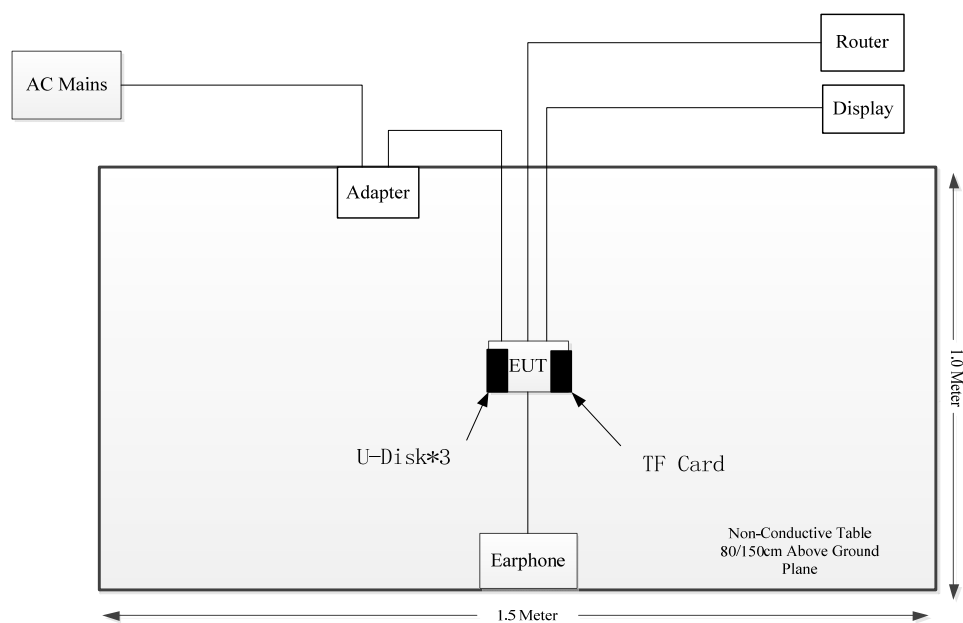 Router
AC Mains
Display
Adapter
EUT
1.0 Meter
U-Disk*3
TF Card
Non-Conductive Table
80/150cm Above Ground
Plane
Earphone
1.5 Meter